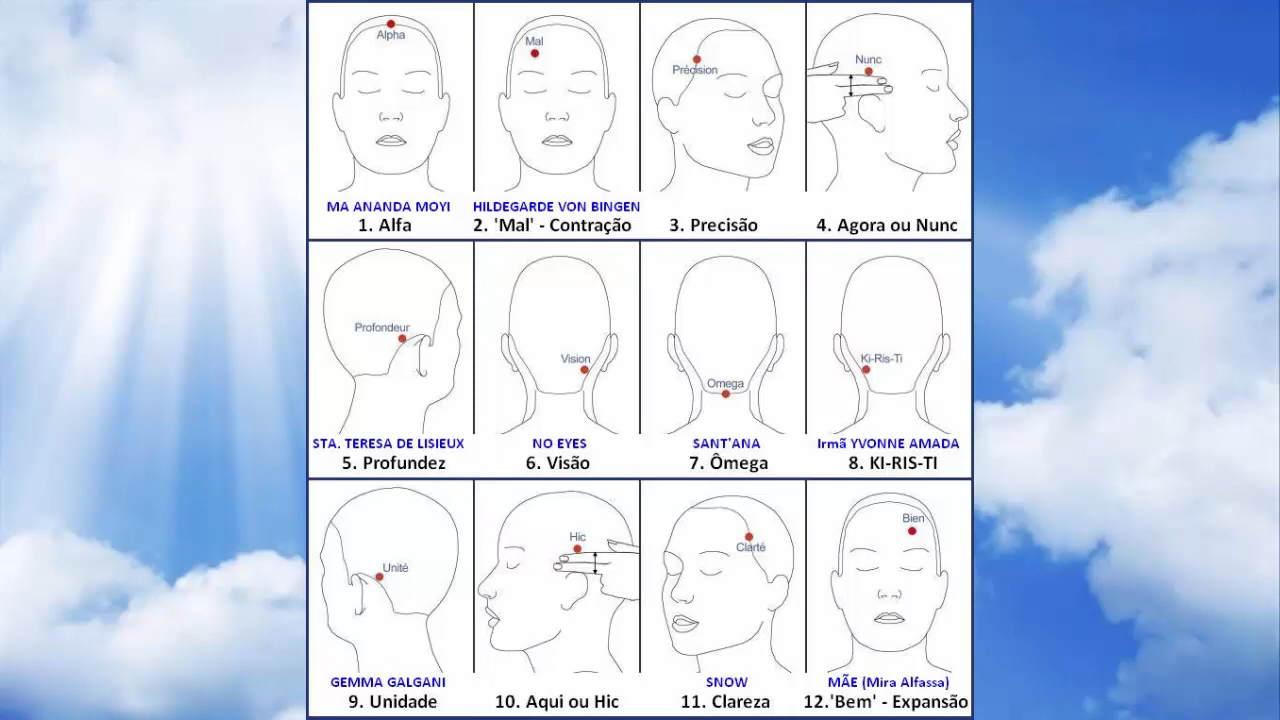 Alpha
MA ANANDA MOYI
1. Alfa
Mal
HILDEGARDE VON BINGEN
2. 'Mal' - Contração
Précision
3. Precisão
Nunc
4. Agora ou Nunc
Profondeur
STA. TERESA DE LISIEUX
5. Profundez
Vision
NO EYES
6. Visão
Omega
SANT'ANA
7. Ômega
Ki-Ris-Ti
Irmã YVONNE AMADA
8. KI-RIS-TI
Unité
GEMMA GALGANI
9. Unidade
Hic
10. Aqui ou Hic
Clarté
SNOW
11. Clareza
Bien
MÃE (Mira Alfassa)
12.'Bem' - Expansão